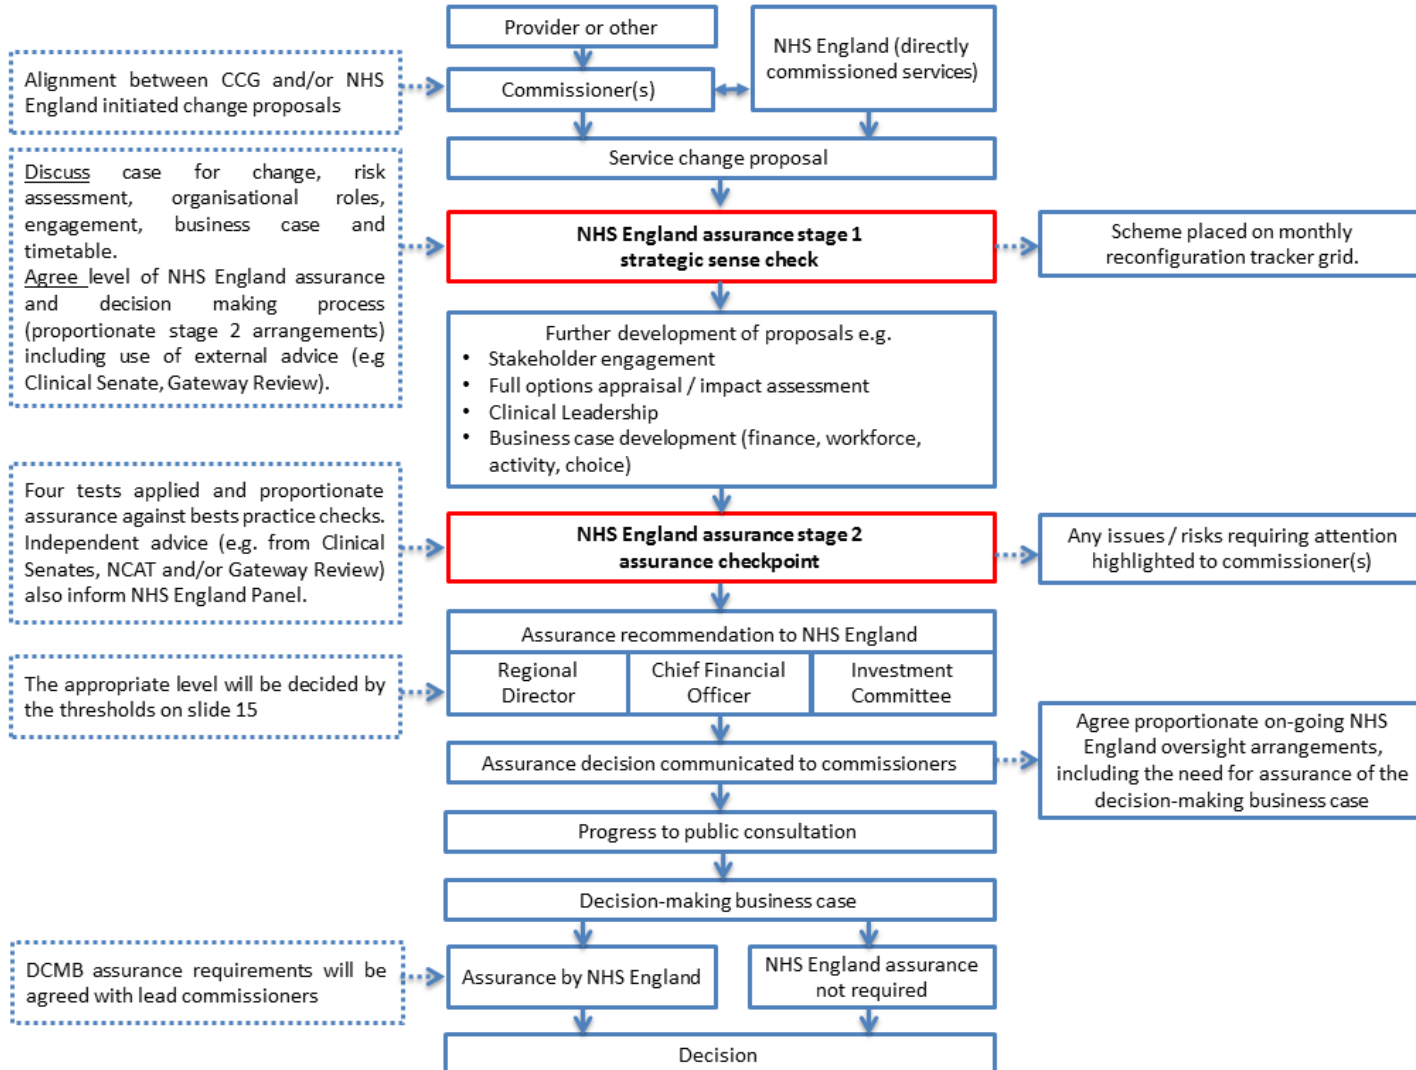 Provider or other
NHS England (directly
commissioned services)
Alignment between CCG and/or NHS
England initiated change proposals
Commissioner(s)
Service change proposal
Discuss case for change, risk
assessment, organisational roles,
engagement, business case and
timetable.
Agree level of NHS England assurance
and decision making process
(proportionate stage 2 arrangements)
including use of external advice (e.g
Clinical Senate, Gateway Review).
NHS England assurance stage 1
strategic sense check
Scheme placed on monthly
reconfiguration tracker grid.
Further development of proposals e.g.
• Stakeholder engagement
• Full options appraisal / impact assessment
• Clinical Leadership
• Business case development (finance, workforce,
activity, choice)
Four tests applied and proportionate
assurance against bests practice checks.
Independent advice (e.g. from Clinical
Senates, NCAT and/or Gateway Review)
also inform NHS England Panel.
NHS England assurance stage 2
assurance checkpoint
Any issues / risks requiring attention
highlighted to commissioner(s)
Assurance recommendation to NHS England
Regional
Director
Chief Financial
Officer
Investment
Committee
The appropriate level will be decided by
the thresholds on slide 15
Assurance decision communicated to commissioners
Agree proportionate on-going NHS
England oversight arrangements,
including the need for assurance of the
decision-making business case
Progress to public consultation
Decision-making business case
DCMB assurance requirements will be
agreed with lead commissioners
Assurance by NHS England
NHS England assurance
not required
Decision